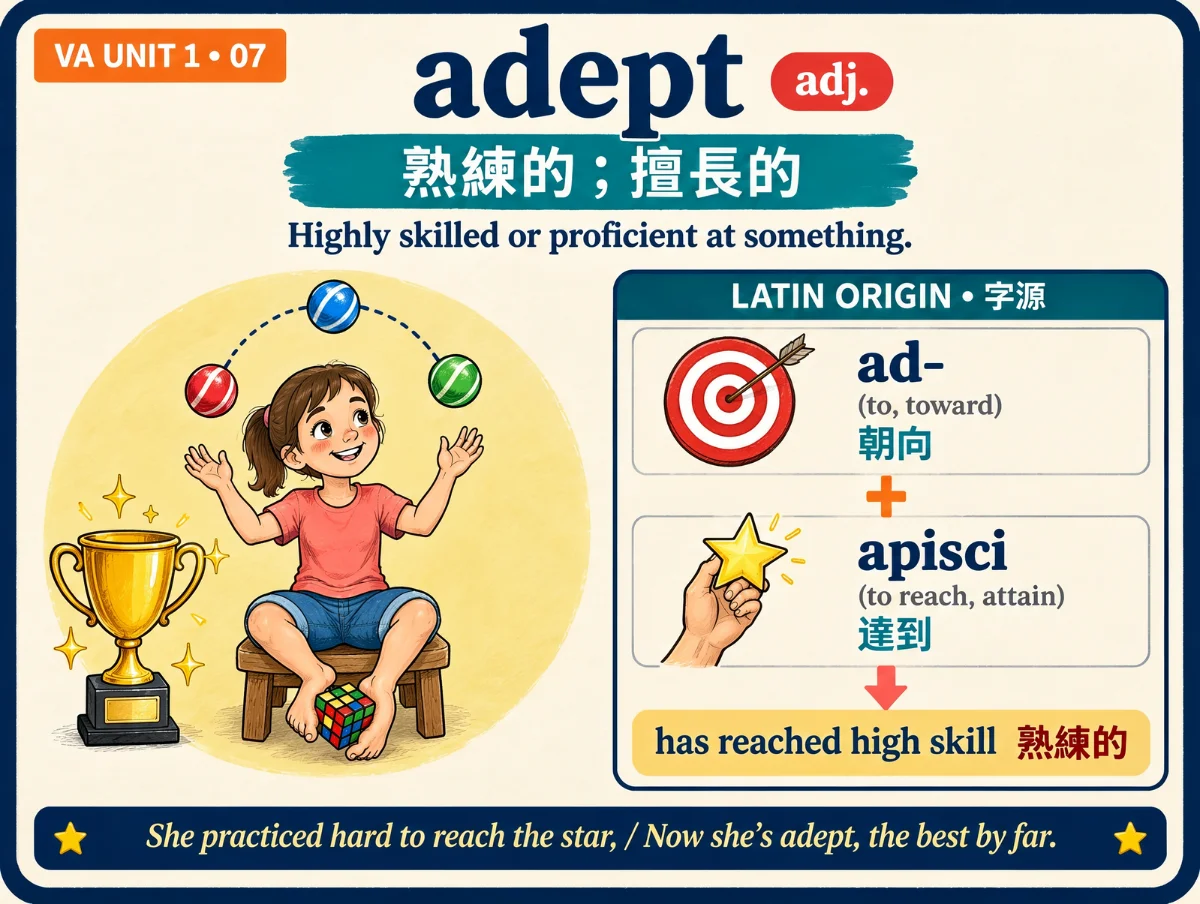 VA UNIT 1 • 07
adept adj.
熟練的；擅長的
Highly skilled or proficient at something.
LATIN ORIGIN • 字源
ad-
(to, toward)
朝向
+
apisci
(to reach, attain)
達到
has reached high skill 熟練的
She practiced hard to reach the star, / Now she’s adept, the best by far.